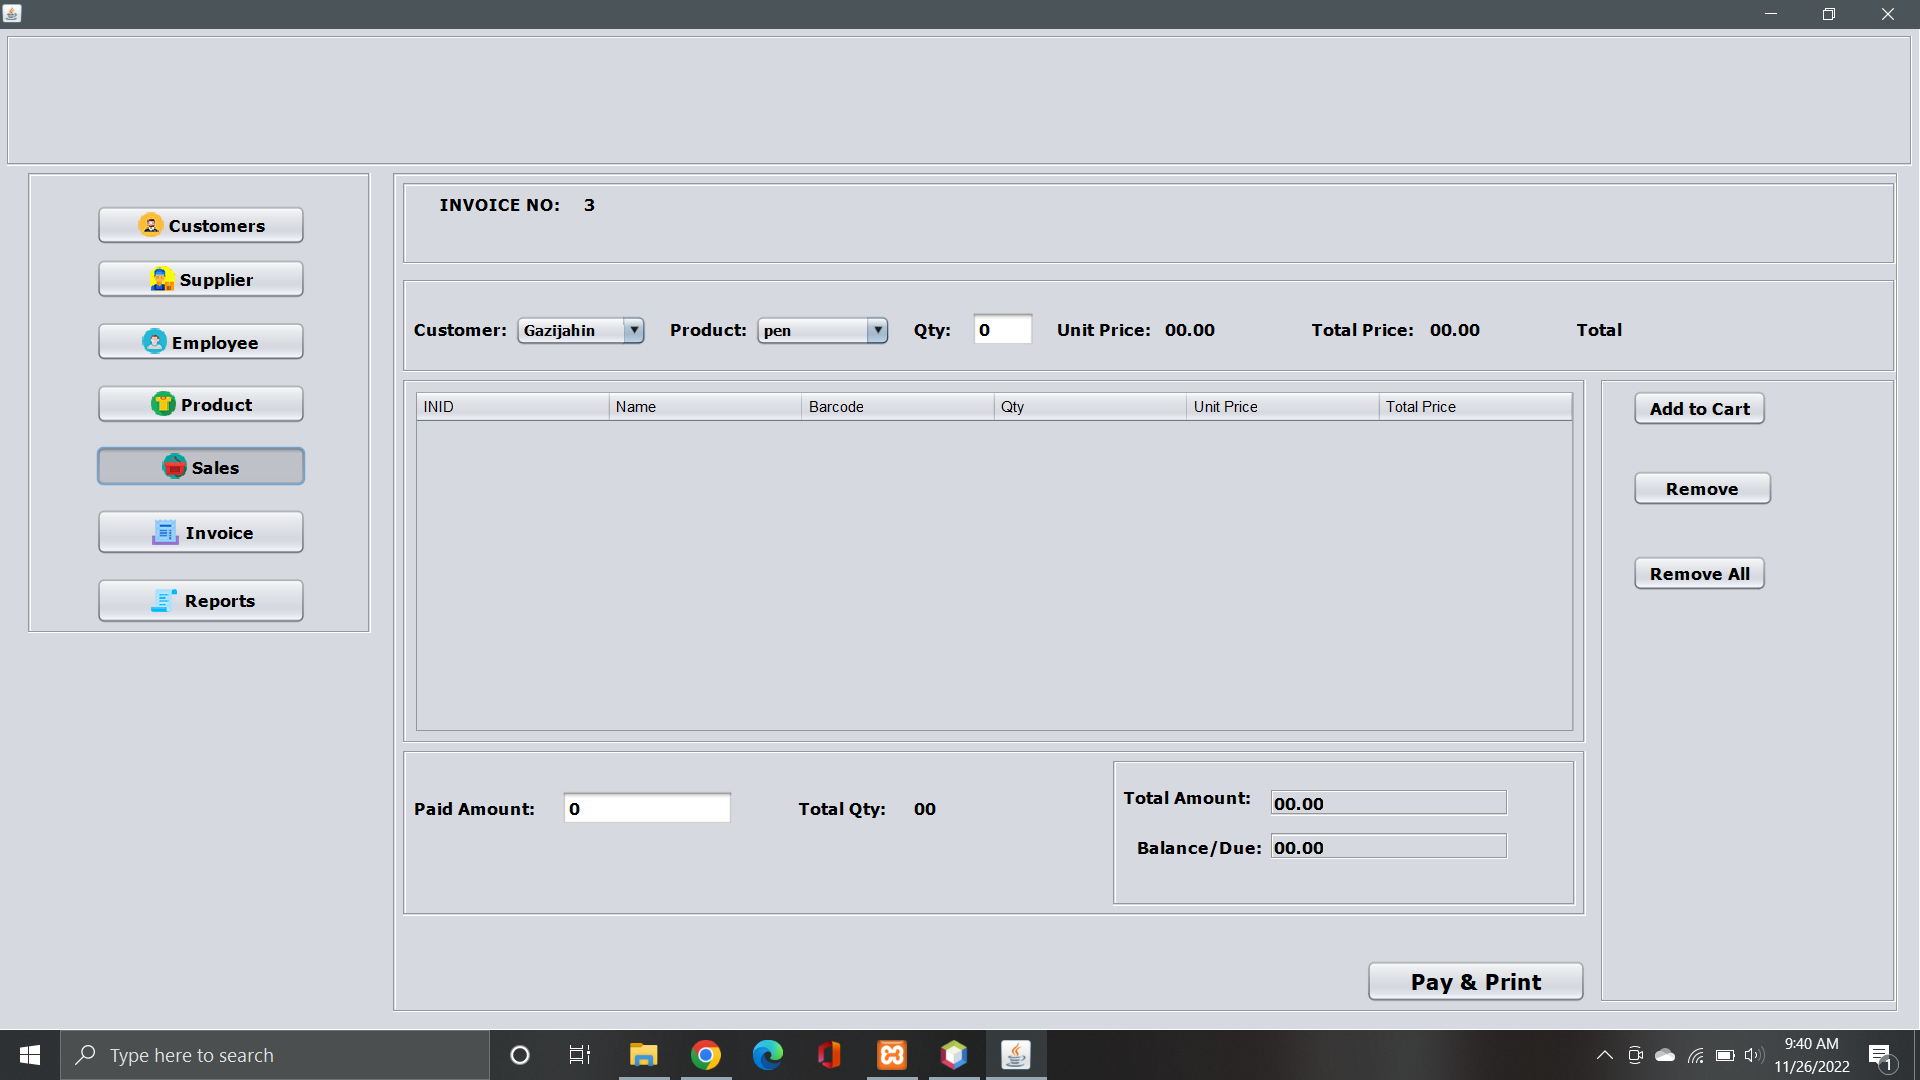 Customers
Supplier
Employee
Product
Sales
Invoice
Reports
INVOICE NO: 3
Customer: Gazijahin Product: pen Qty: 0 Unit Price: 00.00 Total Price: 00.00 Total
INID Name Barcode Qty Unit Price Total Price
Add to Cart
Remove
Remove All
Paid Amount: 0 Total Qty: 00
Total Amount: 00.00
Balance/Due: 00.00
Pay & Print
Type here to search
9:40 AM
11/26/2022
1